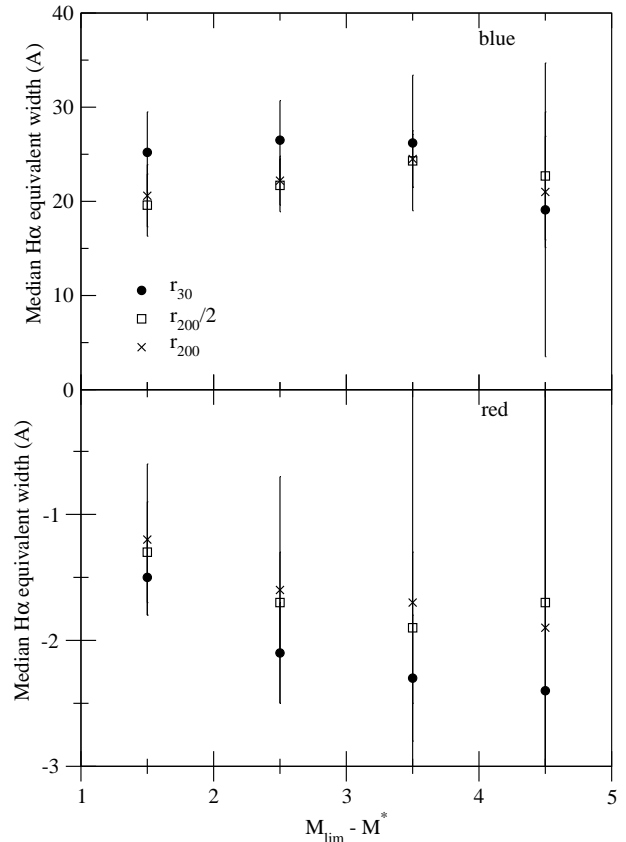 40
blue
30
20
10
0
Median Hα equivalent width (A)
r30
r200/2
r200
red
-1
-2
-3
Median Hα equivalent width (A)
1 2 3 4 5
Mlim - M*